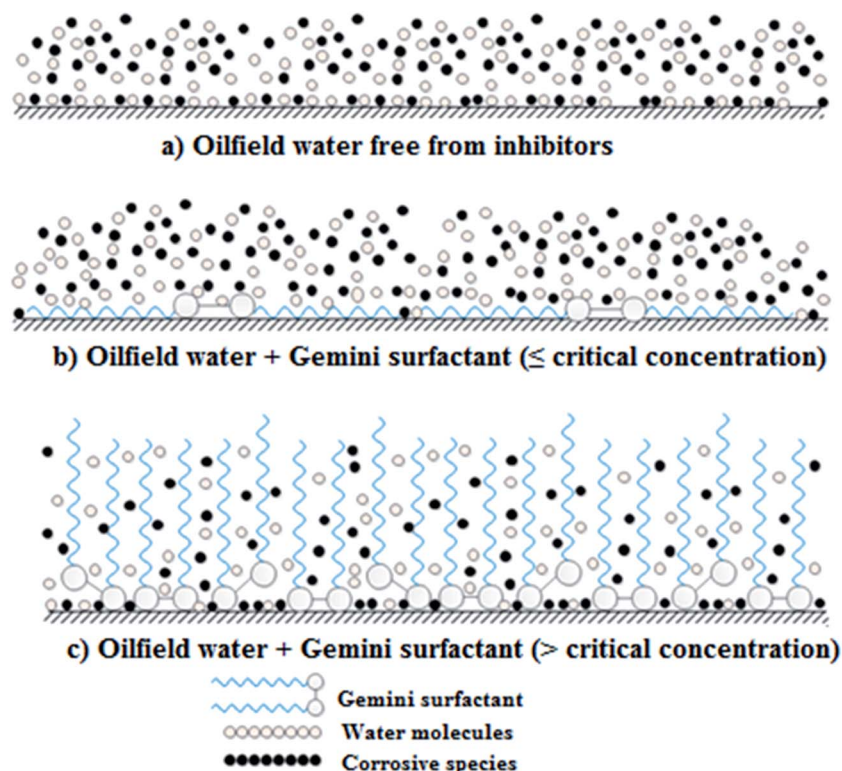 a) Oilfield water free from inhibitors
b) Oilfield water + Gemini surfactant (≤ critical concentration)
c) Oilfield water + Gemini surfactant (> critical concentration)
Gemini surfactant
Water molecules
Corrosive species